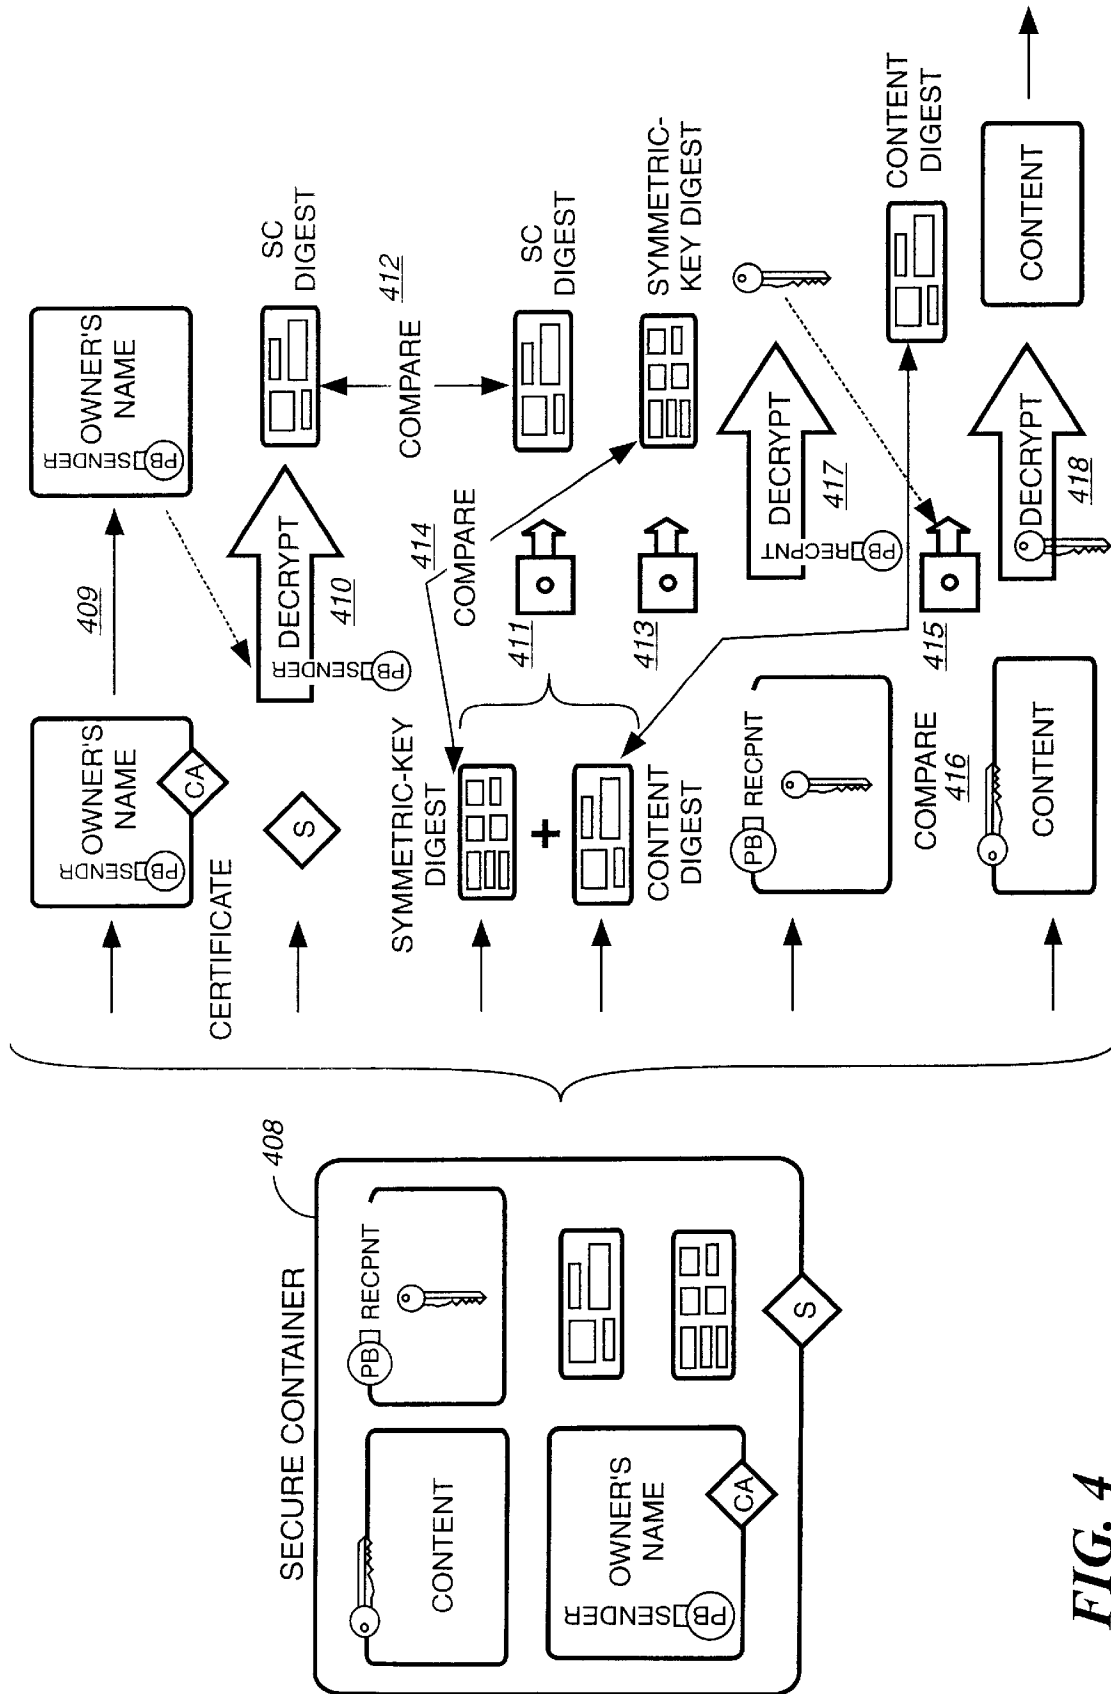 SECURE CONTAINER
408
CONTENT
PB RECPNT
PB SENDER
OWNER'S
NAME
CA
S
PB SENDR
OWNER'S
NAME
CA
CERTIFICATE
409
PB SENDER
OWNER'S
NAME
S
PB SENDER
DECRYPT
410
SC
DIGEST
COMPARE
412
SYMMETRIC-KEY
DIGEST
414
COMPARE
+
411
SC
DIGEST
CONTENT
DIGEST
413
SYMMETRIC-
KEY DIGEST
PB RECPNT
PB RECPNT
DECRYPT
417
COMPARE
416
415
CONTENT
DIGEST
CONTENT
DECRYPT
418
CONTENT
FIG. 4